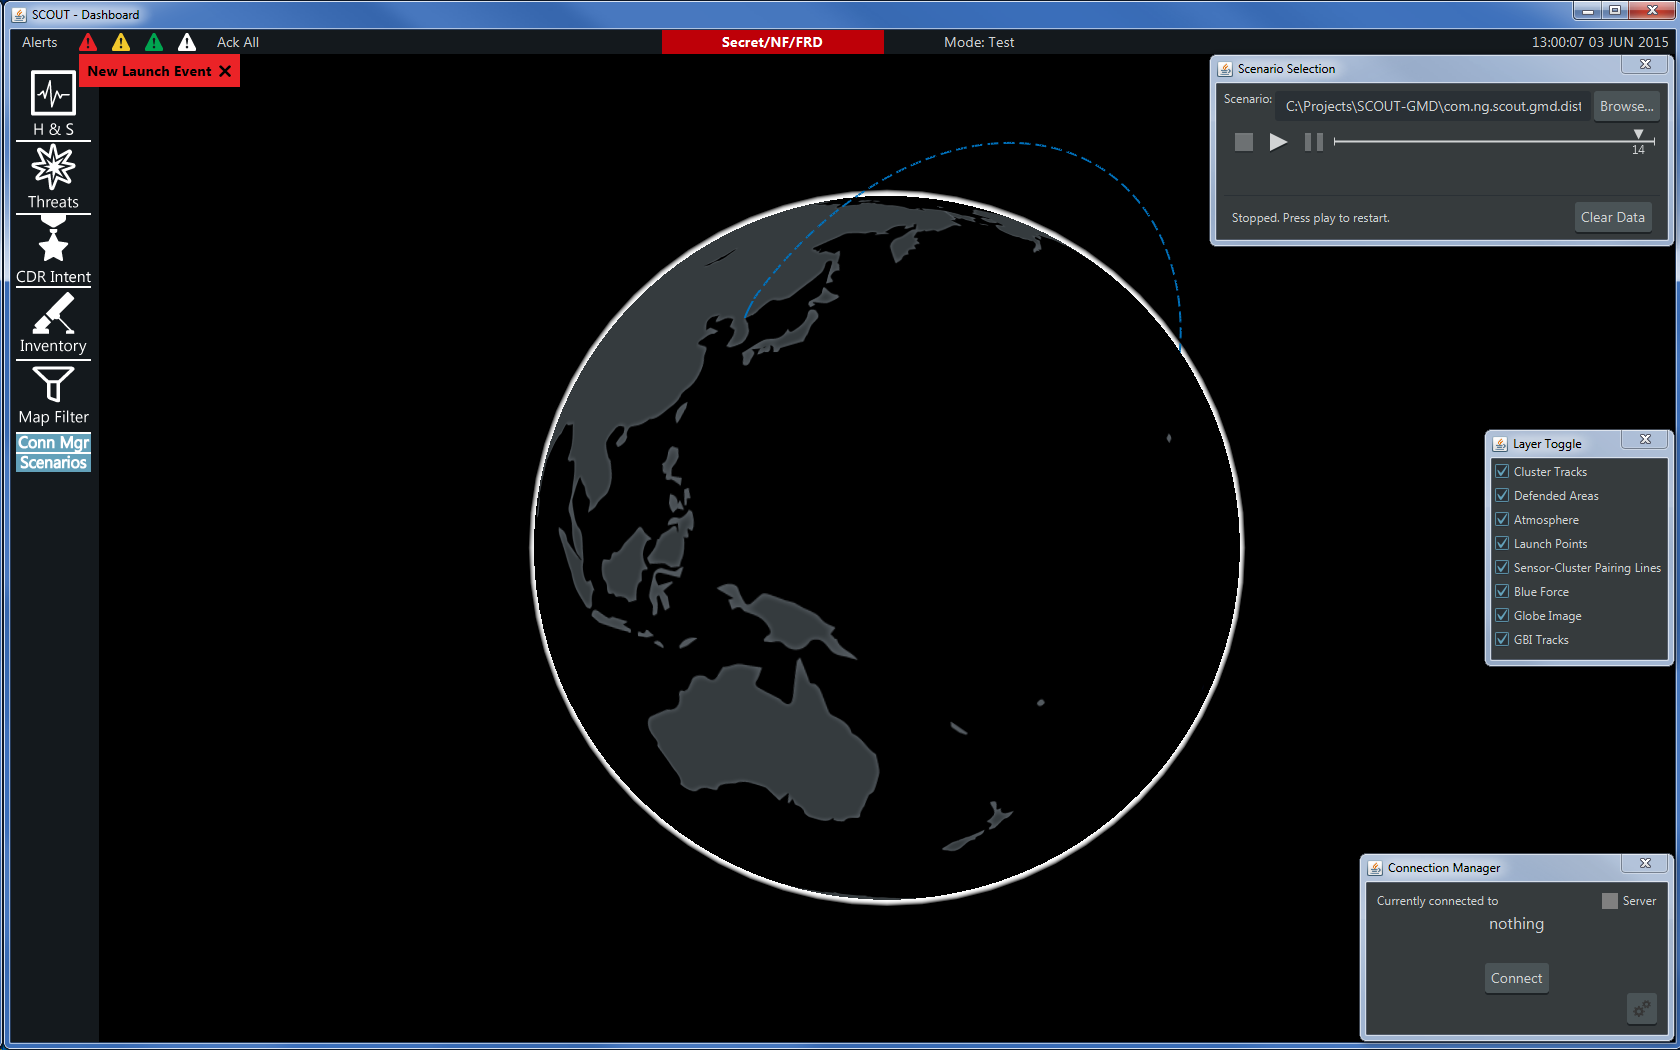 SCOUT - Dashboard
Alerts
Ack All
Secret/NF/FRD
Mode: Test
13:00:07 03 JUN 2015
New Launch Event
H & S
Threats
CDR Intent
Inventory
Map Filter
Conn Mgr
Scenarios
Scenario Selection
Scenario: C:\Projects\SCOUT-GMD\com.ng.scout.gmd.dist Browse...
14
Stopped. Press play to restart. Clear Data
Layer Toggle
Cluster Tracks
Defended Areas
Atmosphere
Launch Points
Sensor-Cluster Pairing Lines
Blue Force
Globe Image
GBI Tracks
Connection Manager
Currently connected to Server
nothing
Connect